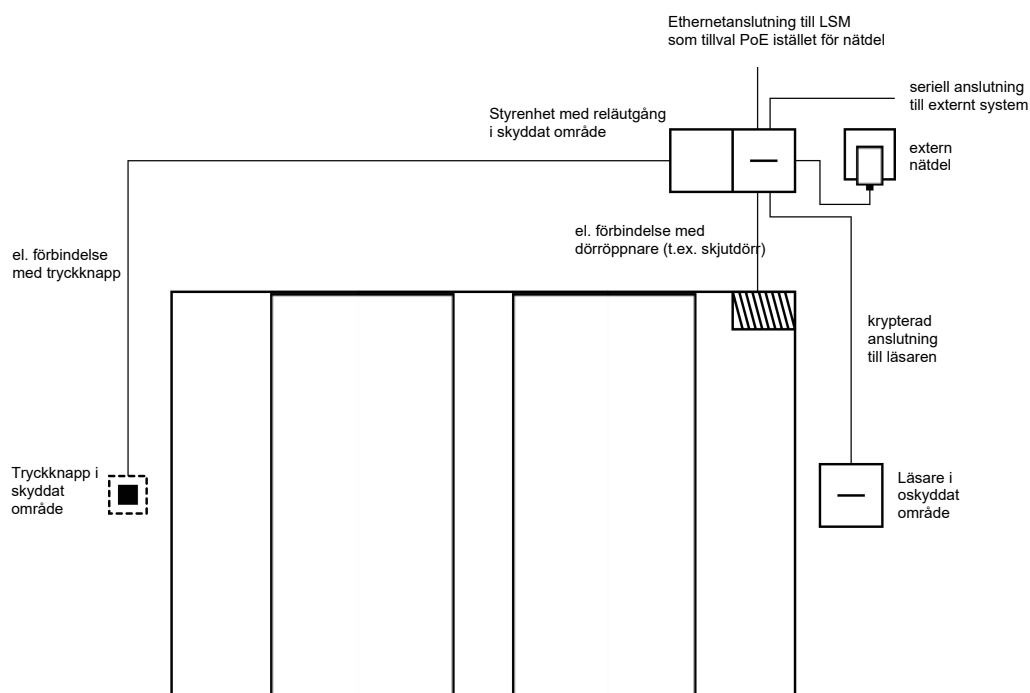 Ethernetanslutning till LSM
som tillval PoE istället för nätdel
seriell anslutning
till externt system
Styrenhet med reläutgång
i skyddat område
extern
nätdel
el. förbindelse med
dörröppnare (t.ex. skjutdörr)
el. förbindelse
med tryckknapp
krypterad
anslutning
till läsaren
Tryckknapp i
skyddat
område
Läsare i
oskyddat
område